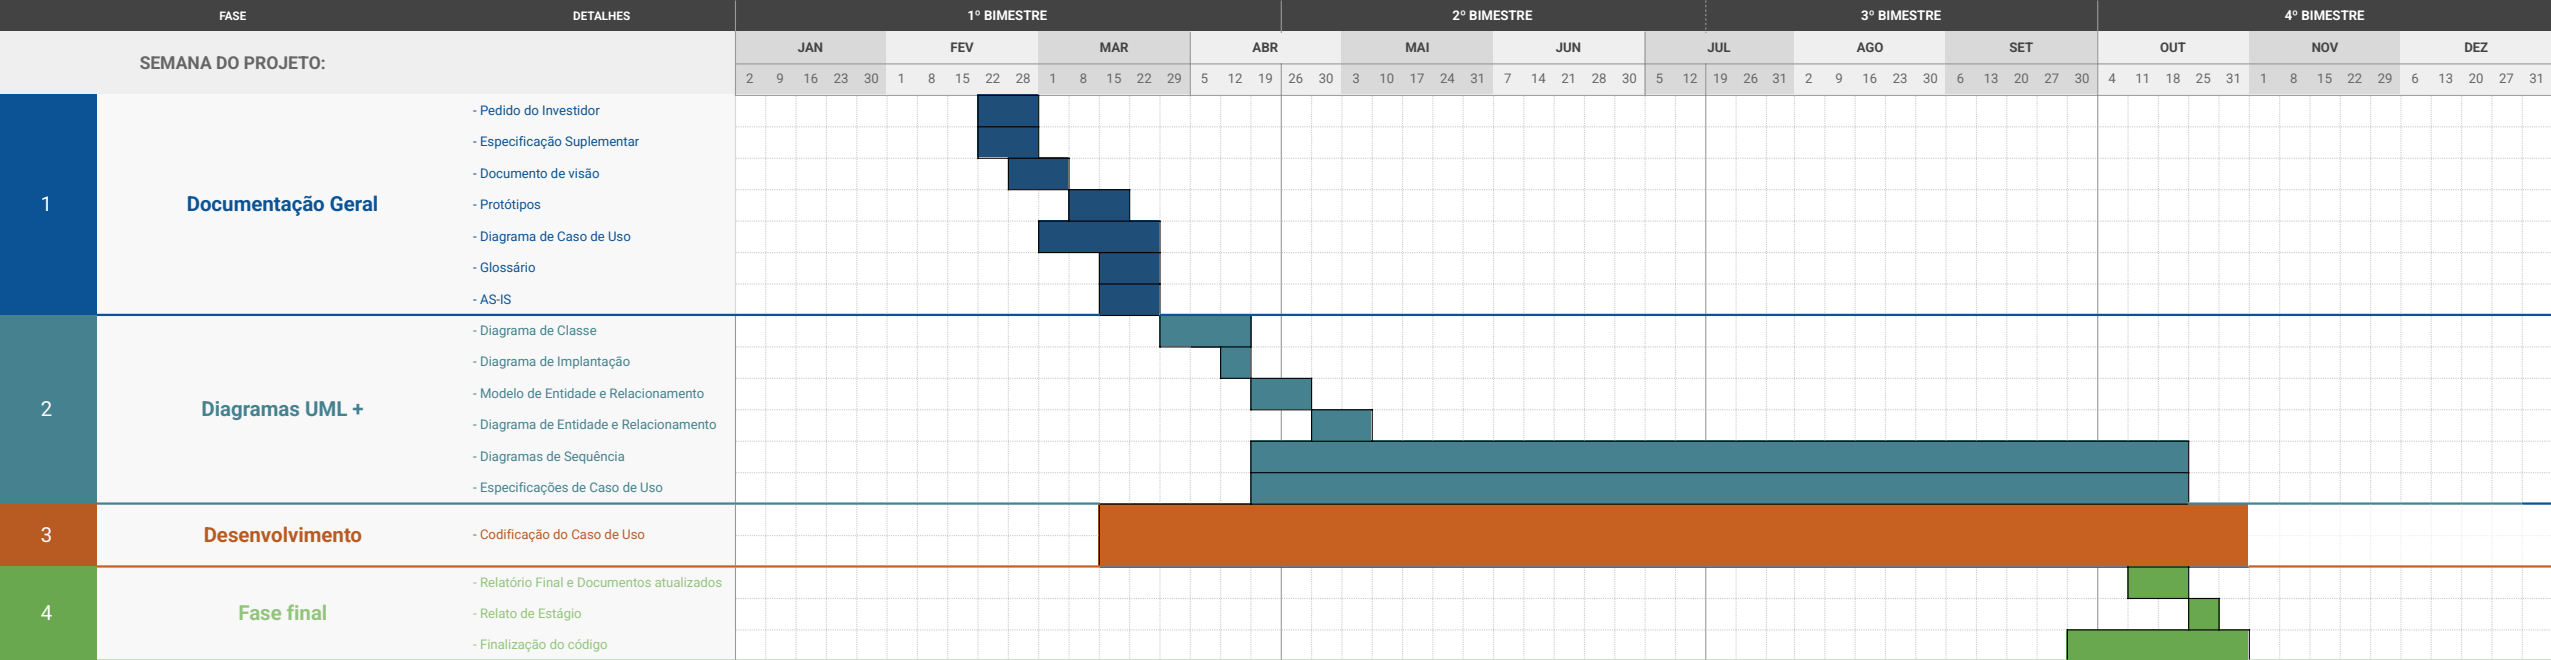 FASE DETALHES 1º BIMESTRE 2º BIMESTRE 3º BIMESTRE 4º BIMESTRE
SEMANA DO PROJETO:
JAN FEV MAR ABR MAI JUN JUL AGO SET OUT NOV DEZ
2 9 16 23 30 1 8 15 22 28 1 8 15 22 29 5 12 19 26 30 3 10 17 24 31 7 14 21 28 30 5 12 19 26 31 2 9 16 23 30 6 13 20 27 30 4 11 18 25 31 1 8 15 22 29 6 13 20 27 31
1
Documentação Geral
- Pedido do Investidor
- Especificação Suplementar
- Documento de visão
- Protótipos
- Diagrama de Caso de Uso
- Glossário
- AS-IS
2
Diagramas UML +
- Diagrama de Classe
- Diagrama de Implantação
- Modelo de Entidade e Relacionamento
- Diagrama de Entidade e Relacionamento
- Diagramas de Sequência
- Especificações de Caso de Uso
3
Desenvolvimento
- Codificação do Caso de Uso
4
Fase final
- Relatório Final e Documentos atualizados
- Relato de Estágio
- Finalização do código